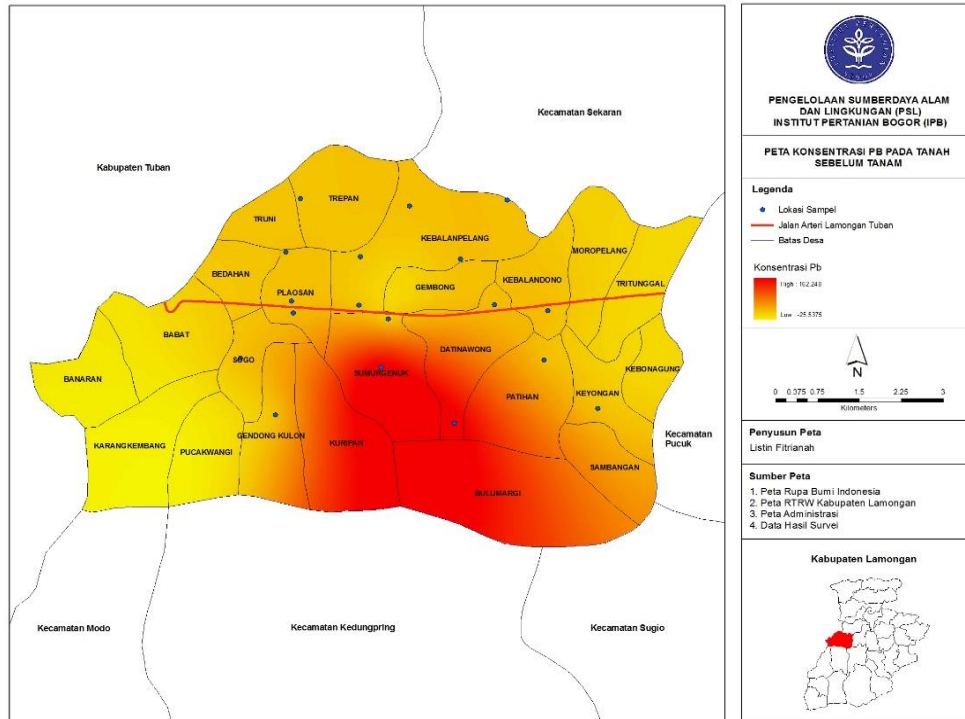 Kecamatan Sekaran
Kabupaten Tuban
TREPAN
TRUNI
KEBALANPELANG
MOROPELANG
BEDAHAN
PLAOSAN
GEMBONG
KEBALANDONO
TRITUNGGAL
BABAT
DATINAWONG
SOGO
SUMURGENUK
KEBONAGUNG
BANARAN
PATIHAN
KEYONGAN
GENDONG KULON
KURIPAN
KARANGKEMBANG
PUCAKWANGI
Kecamatan
Pucuk
SAMBANGAN
BULUMARGI
Kecamatan Modo
Kecamatan Kedungpring
Kecamatan Sugio
INSTITUT PERTANIAN
BOGOR
PENGELOLAAN SUMBERDAYA ALAM
DAN LINGKUNGAN (PSL)
INSTITUT PERTANIAN BOGOR (IPB)
PETA KONSENTRASI PB PADA TANAH
SEBELUM TANAM
Legenda
Lokasi Sampel
Jalan Arteri Lamongan Tuban
Batas Desa
Konsentrasi Pb
High : 102.248
Low : -25.5375
N
0 0.375 0.75 1.5 2.25 3
Kilometers
Penyusun Peta
Listin Fitrianah
Sumber Peta
1. Peta Rupa Bumi Indonesia
2. Peta RTRW Kabupaten Lamongan
3. Peta Administrasi
4. Data Hasil Survei
Kabupaten Lamongan